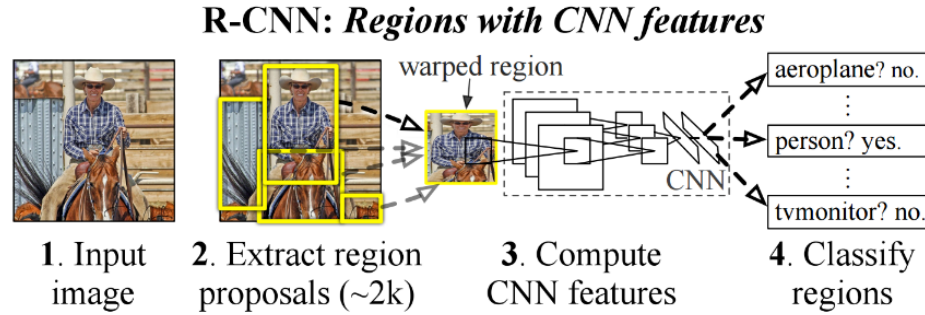 R-CNN: Regions with CNN features
warped region
aeroplane? no.
⋮
person? yes.
⋮
tvmonitor? no.
CNN
1. Input
image
2. Extract region
proposals (~2k)
3. Compute
CNN features
4. Classify
regions